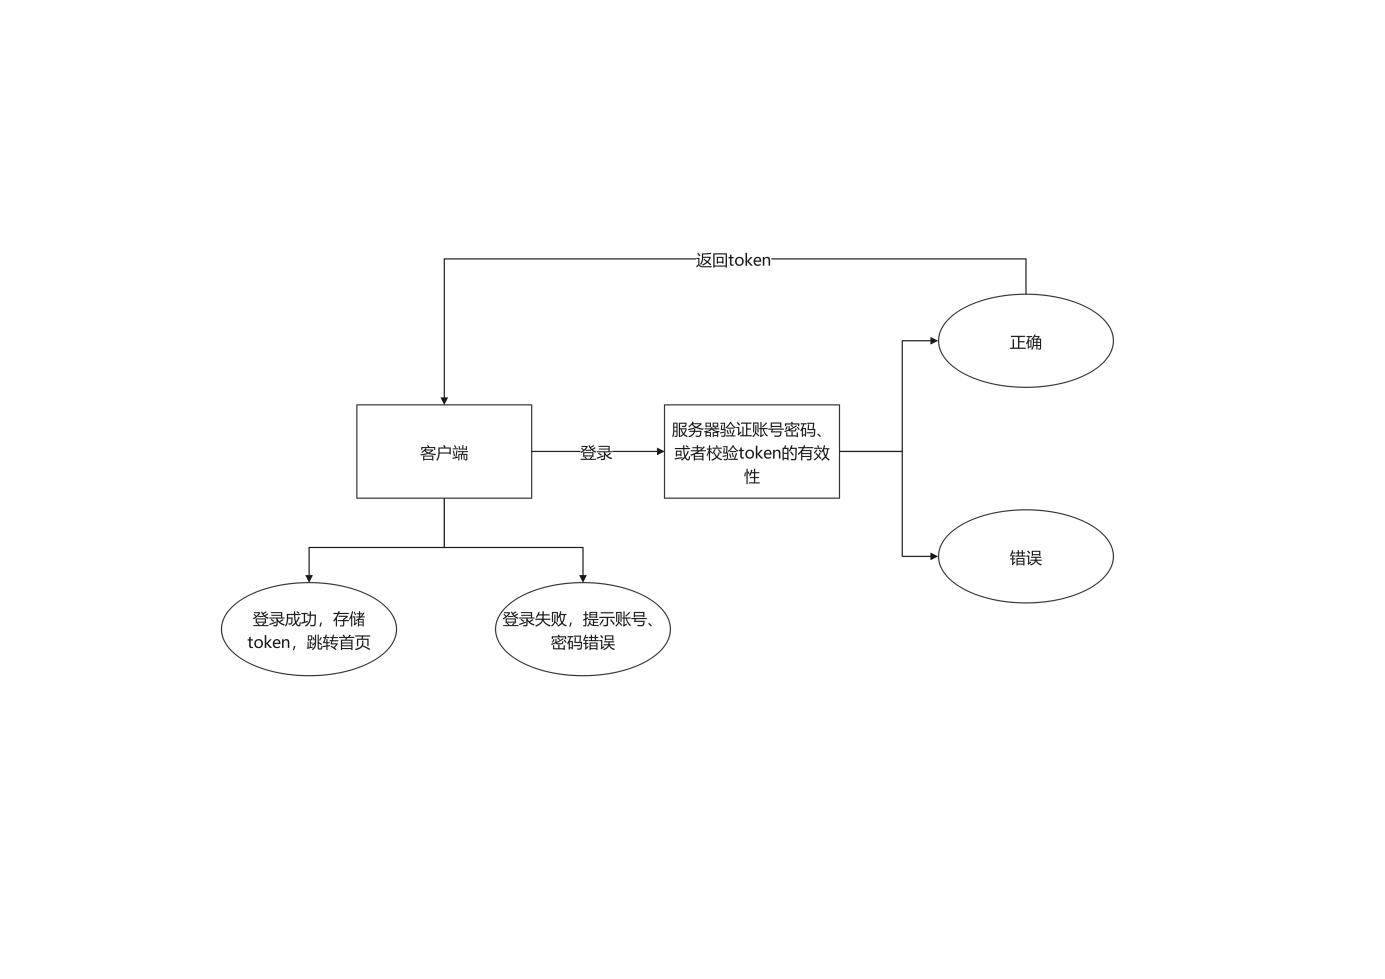 返回token
正确
客户端
登录
服务器验证账号密码、
或者校验token的有效
性
错误
登录成功，存储
token，跳转首页
登录失败，提示账号、
密码错误